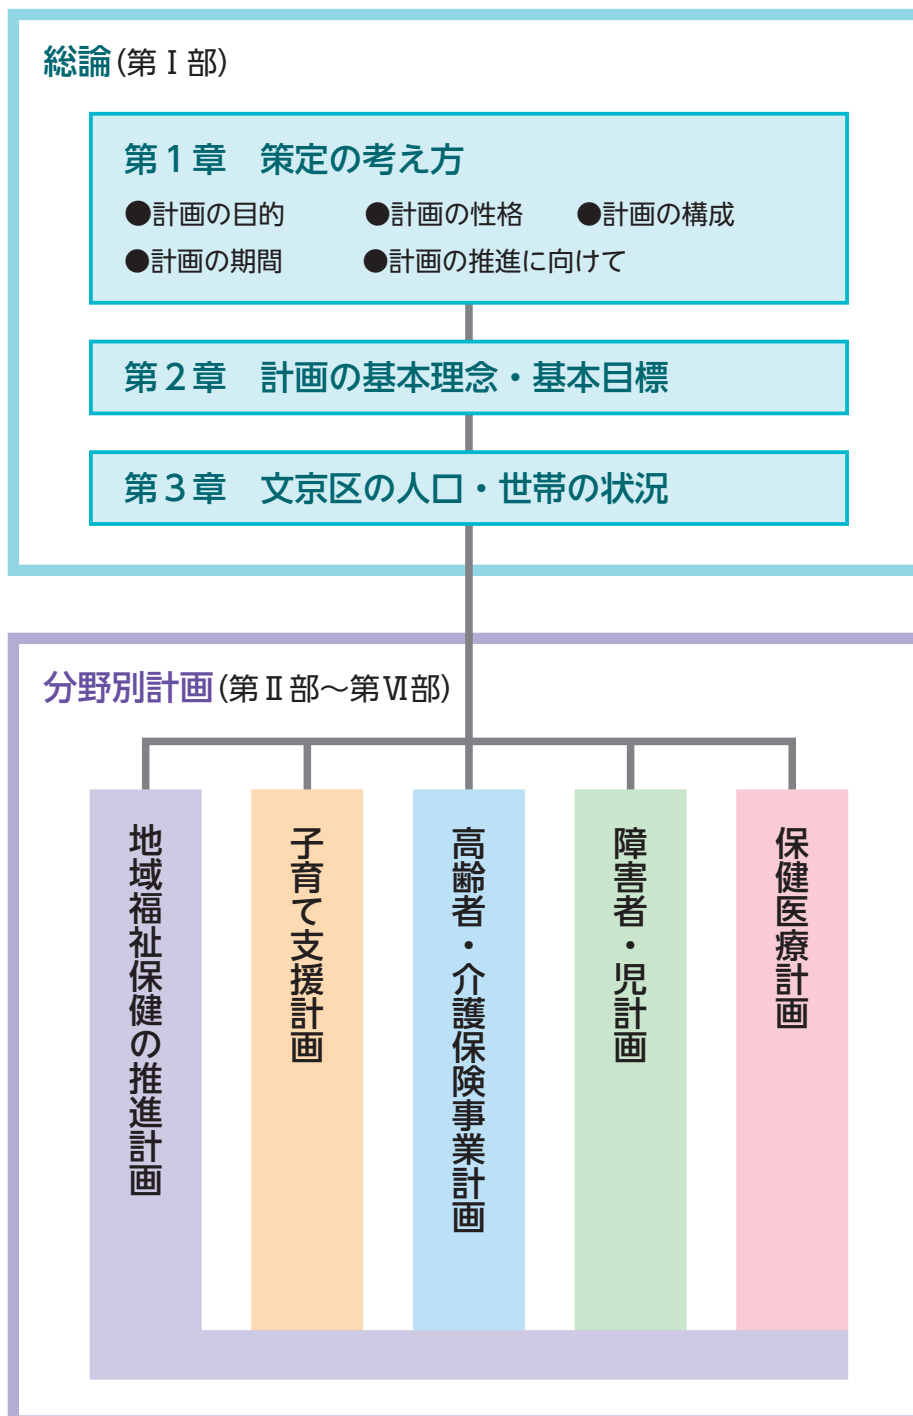 総論(第Ⅰ部)
第1章 策定の考え方
●計画の目的 ●計画の性格 ●計画の構成
●計画の期間 ●計画の推進に向けて
第2章 計画の基本理念・基本目標
第3章 文京区の人口・世帯の状況
分野別計画(第Ⅱ部～第Ⅵ部)
地域福祉保健の推進計画
子育て支援計画
高齢者・介護保険事業計画
障害者・児計画
保健医療計画